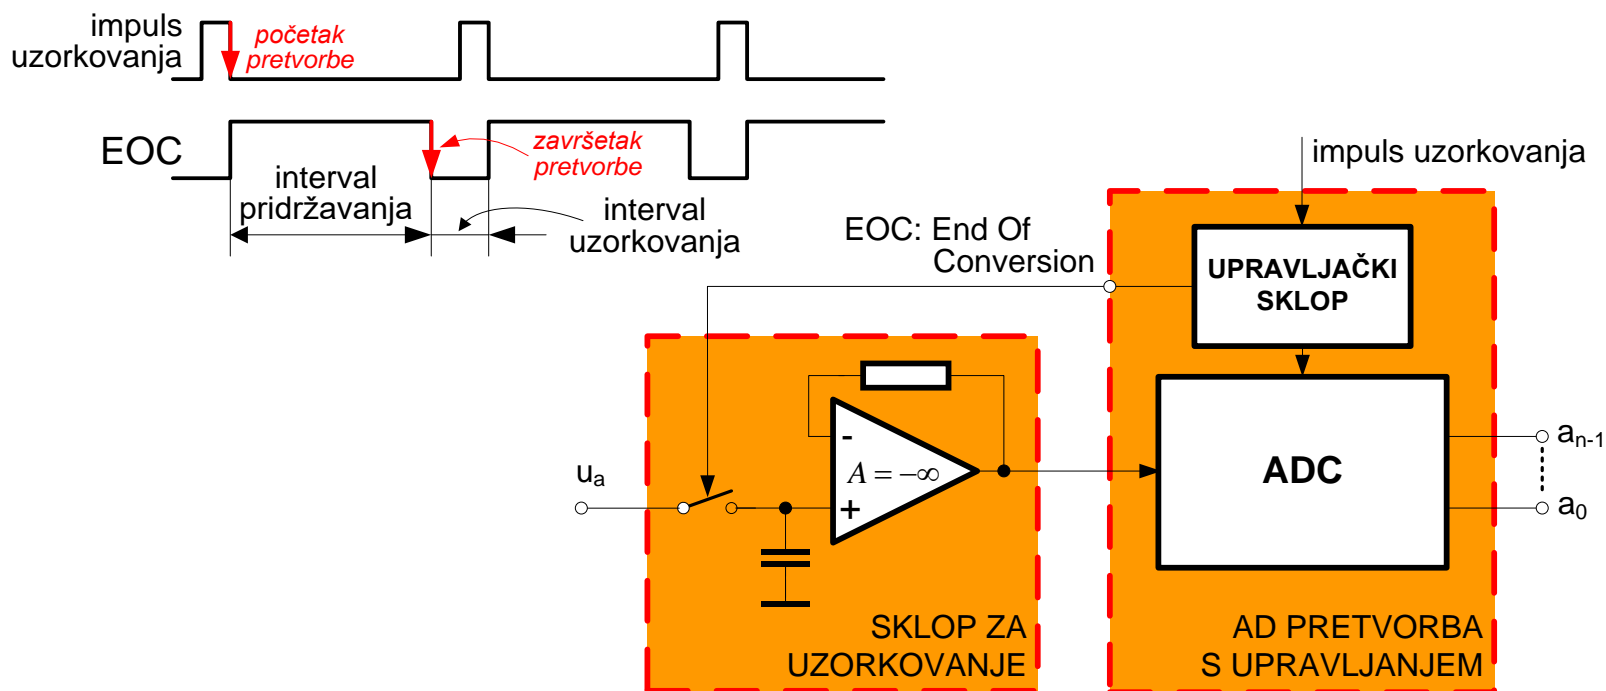 impuls
uzorkovanja
početak
pretvorbe
EOC
završetak
pretvorbe
interval
pridržavanja
interval
uzorkovanja
impuls uzorkovanja
EOC: End Of
Conversion
UPRAVLJAČKI
SKLOP
-
A = −∞
+
uₐ
ADC
aₙ₋₁
a₀
SKLOP ZA
UZORKOVANJE
AD PRETVORBA
S UPRAVLJANJEM